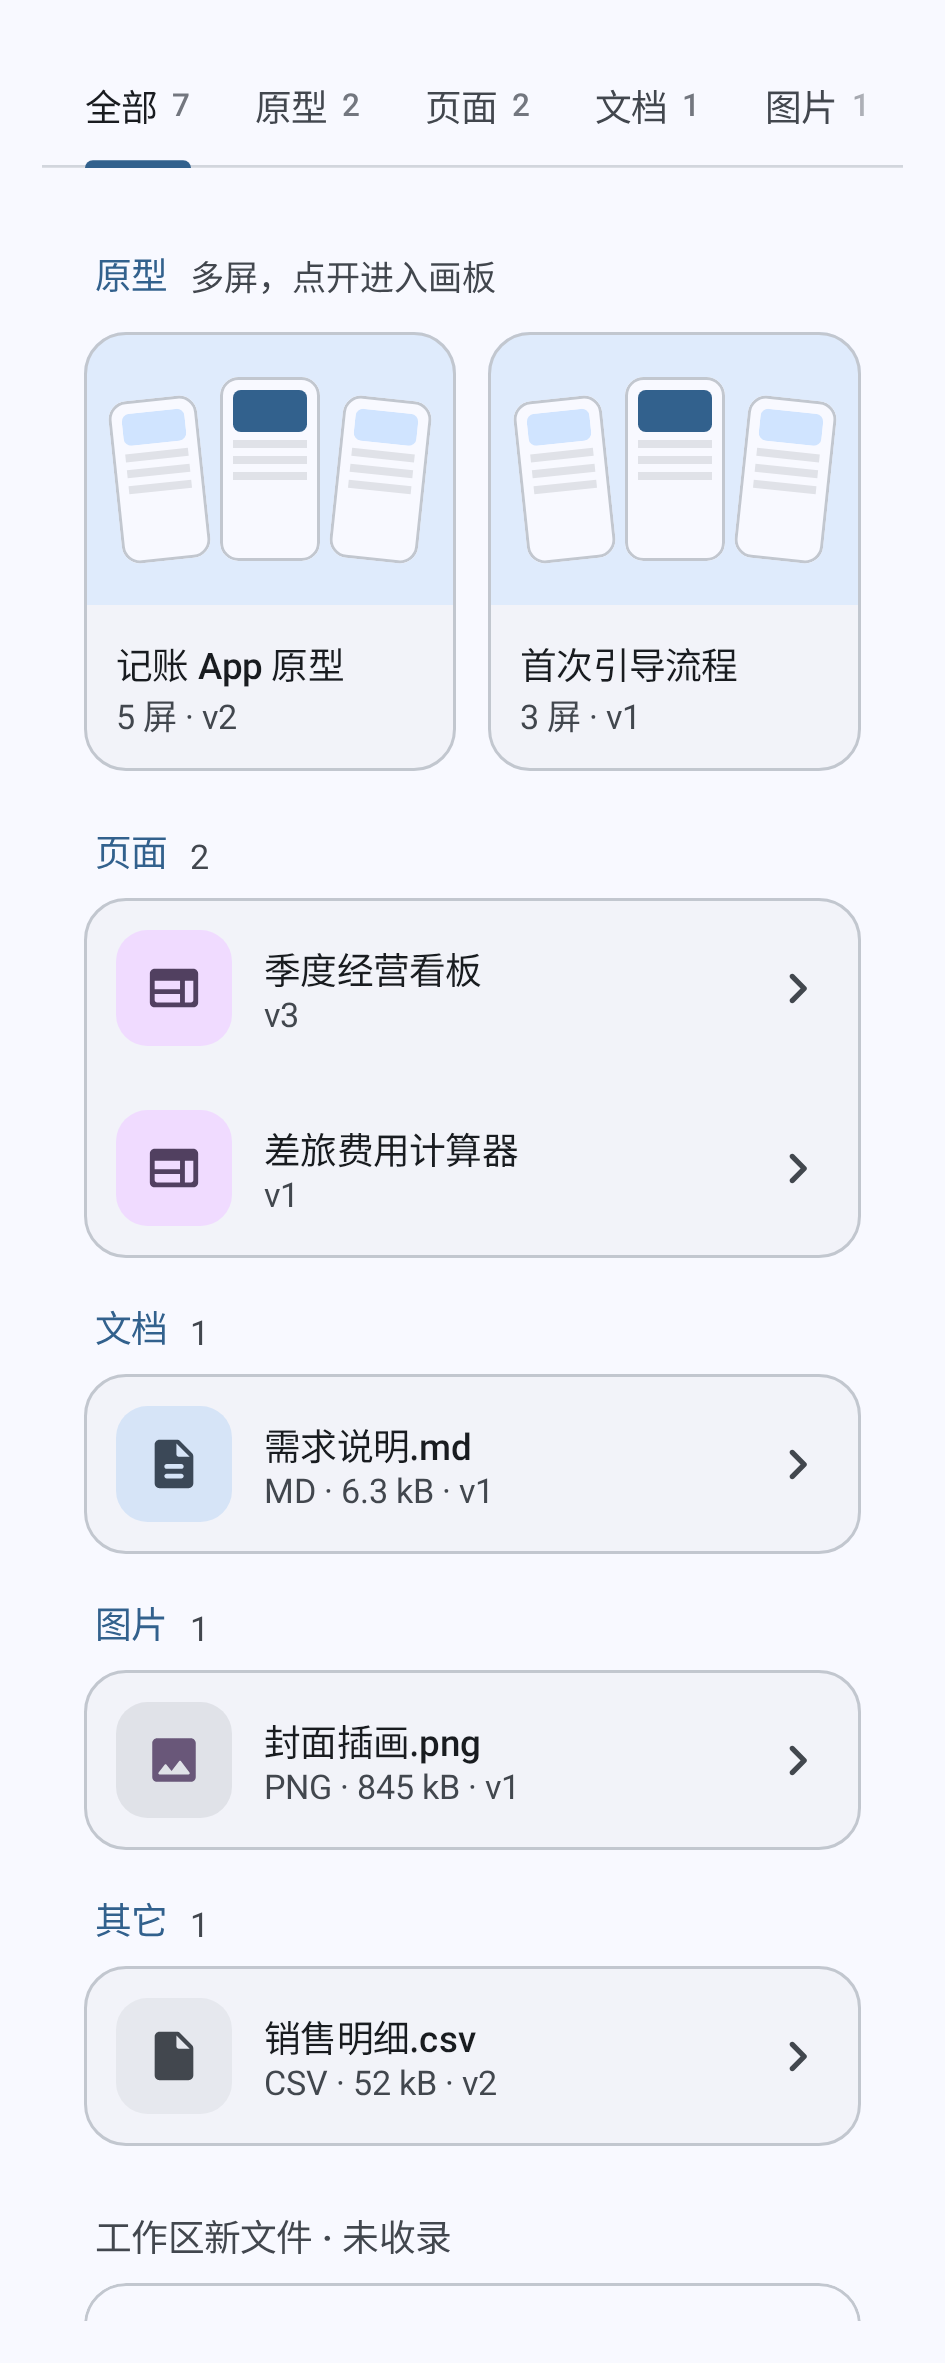 全部 7 原型 2 页面 2 文档 1 图片 1
原型 多屏，点开进入画板
记账 App 原型
5 屏 · v2
首次引导流程
3 屏 · v1
页面 2
季度经营看板
v3
差旅费用计算器
v1
文档 1
需求说明.md
MD · 6.3 kB · v1
图片 1
封面插画.png
PNG · 845 kB · v1
其它 1
销售明细.csv
CSV · 52 kB · v2
工作区新文件 · 未收录